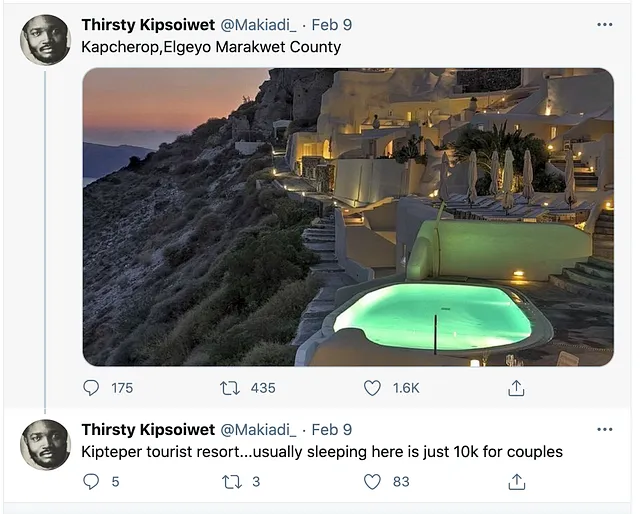 Thirsty Kipsoiwet @Makiadi_ · Feb 9
Kapcherop,Elgeyo Marakwet County
175 435 1.6K
Thirsty Kipsoiwet @Makiadi_ · Feb 9
Kipteper tourist resort...usually sleeping here is just 10k for couples
5 3 83